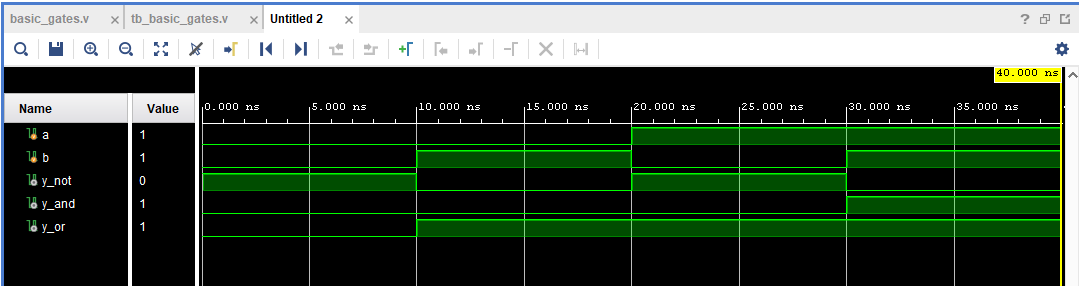 basic_gates.v × tb_basic_gates.v × Untitled 2 ×
?
40.000 ns
Name Value 0.000 ns 5.000 ns 10.000 ns 15.000 ns 20.000 ns 25.000 ns 30.000 ns 35.000 ns
a 1
b 1
y_not 0
y_and 1
y_or 1